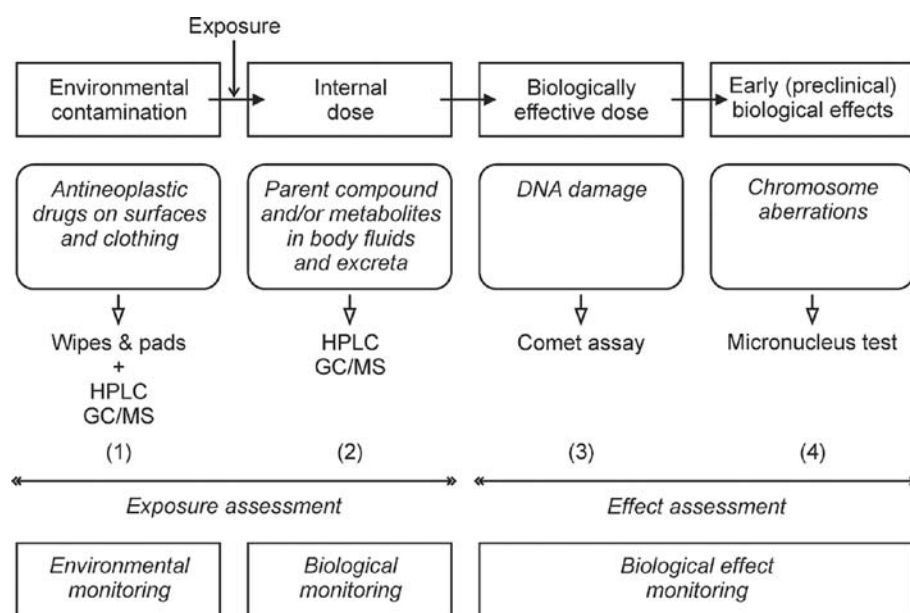 Exposure
Environmental
contamination
Internal
dose
Biologically
effective dose
Early (preclinical)
biological effects
Antineoplastic
drugs on surfaces
and clothing
Parent compound
and/or metabolites
in body fluids
and excreta
DNA damage
Chromosome
aberrations
Wipes & pads
+
HPLC
GC/MS
HPLC
GC/MS
Comet assay
Micronucleus test
(1)
(2)
(3)
(4)
Exposure assessment
Effect assessment
Environmental
monitoring
Biological
monitoring
Biological effect
monitoring